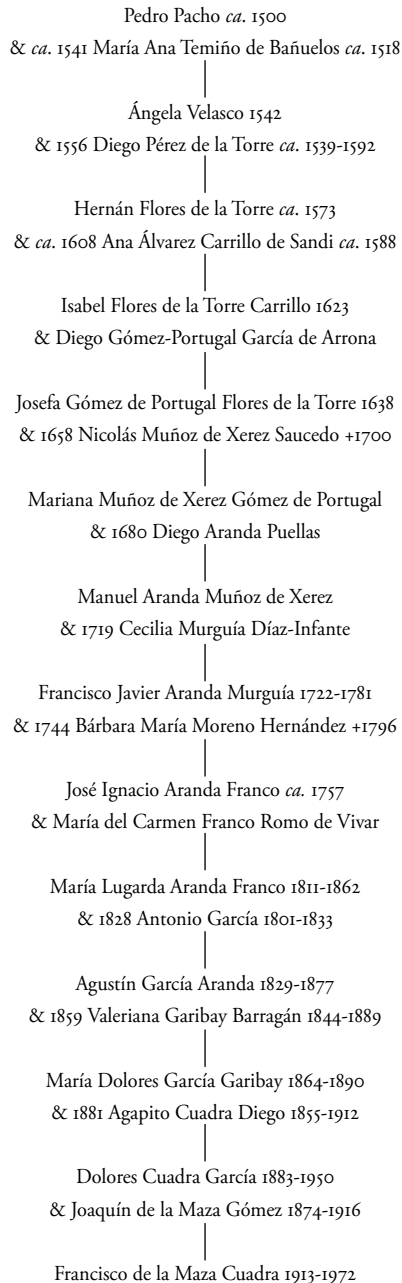 Pedro Pacho ca. 1500
& ca. 1541 María Ana Temiño de Bañuelos ca. 1518
Ángela Velasco 1542
& 1556 Diego Pérez de la Torre ca. 1539-1592
Hernán Flores de la Torre ca. 1573
& ca. 1608 Ana Álvarez Carrillo de Sandi ca. 1588
Isabel Flores de la Torre Carrillo 1623
& Diego Gómez-Portugal García de Arrona
Josefa Gómez de Portugal Flores de la Torre 1638
& 1658 Nicolás Muñoz de Xerez Saucedo +1700
Mariana Muñoz de Xerez Gómez de Portugal
& 1680 Diego Aranda Puellas
Manuel Aranda Muñoz de Xerez
& 1719 Cecilia Murguía Díaz-Infante
Francisco Javier Aranda Murguía 1722-1781
& 1744 Bárbara María Moreno Hernández +1796
José Ignacio Aranda Franco ca. 1757
& María del Carmen Franco Romo de Vivar
María Lugarda Aranda Franco 1811-1862
& 1828 Antonio García 1801-1833
Agustín García Aranda 1829-1877
& 1859 Valeriana Garibay Barragán 1844-1889
María Dolores García Garibay 1864-1890
& 1881 Agapito Cuadra Diego 1855-1912
Dolores Cuadra García 1883-1950
& Joaquín de la Maza Gómez 1874-1916
Francisco de la Maza Cuadra 1913-1972